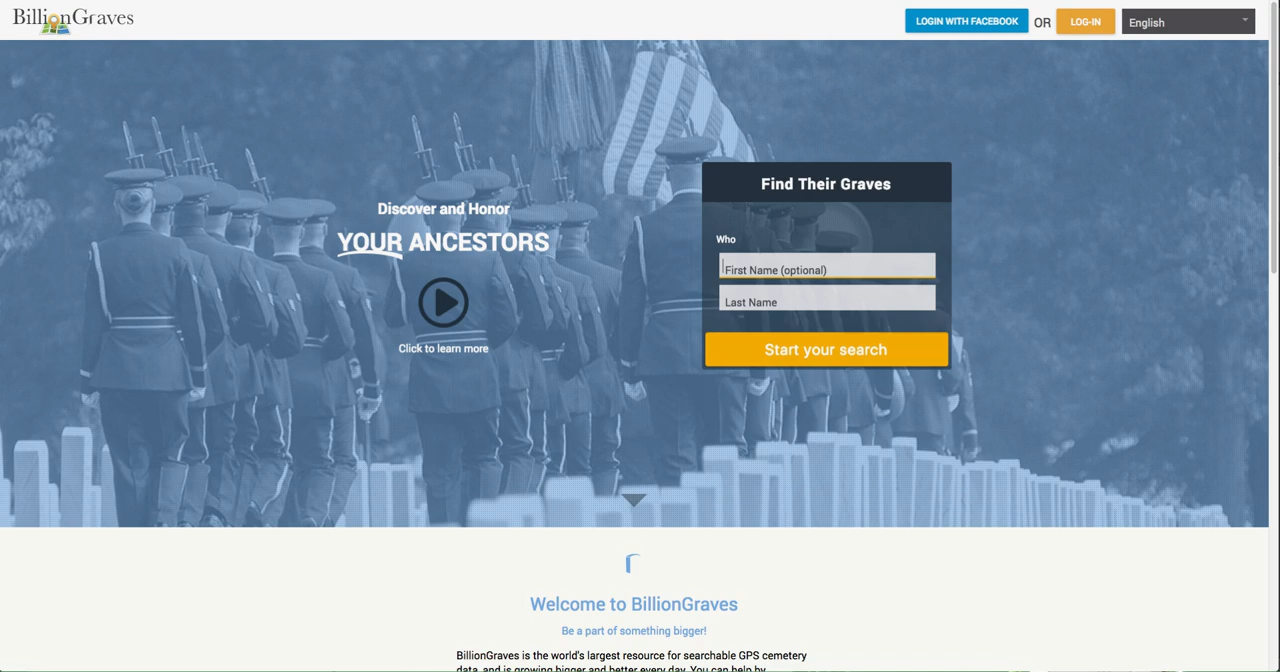 BillionGraves
LOGIN WITH FACEBOOK OR LOG-IN English
Find Their Graves
Discover and Honor
YOUR ANCESTORS
Who
First Name (optional)
Last Name
Start your search
Click to learn more
Welcome to BillionGraves
Be a part of something bigger!
BillionGraves is the world's largest resource for searchable GPS cemetery
data, and is growing bigger and better every day. You can help by